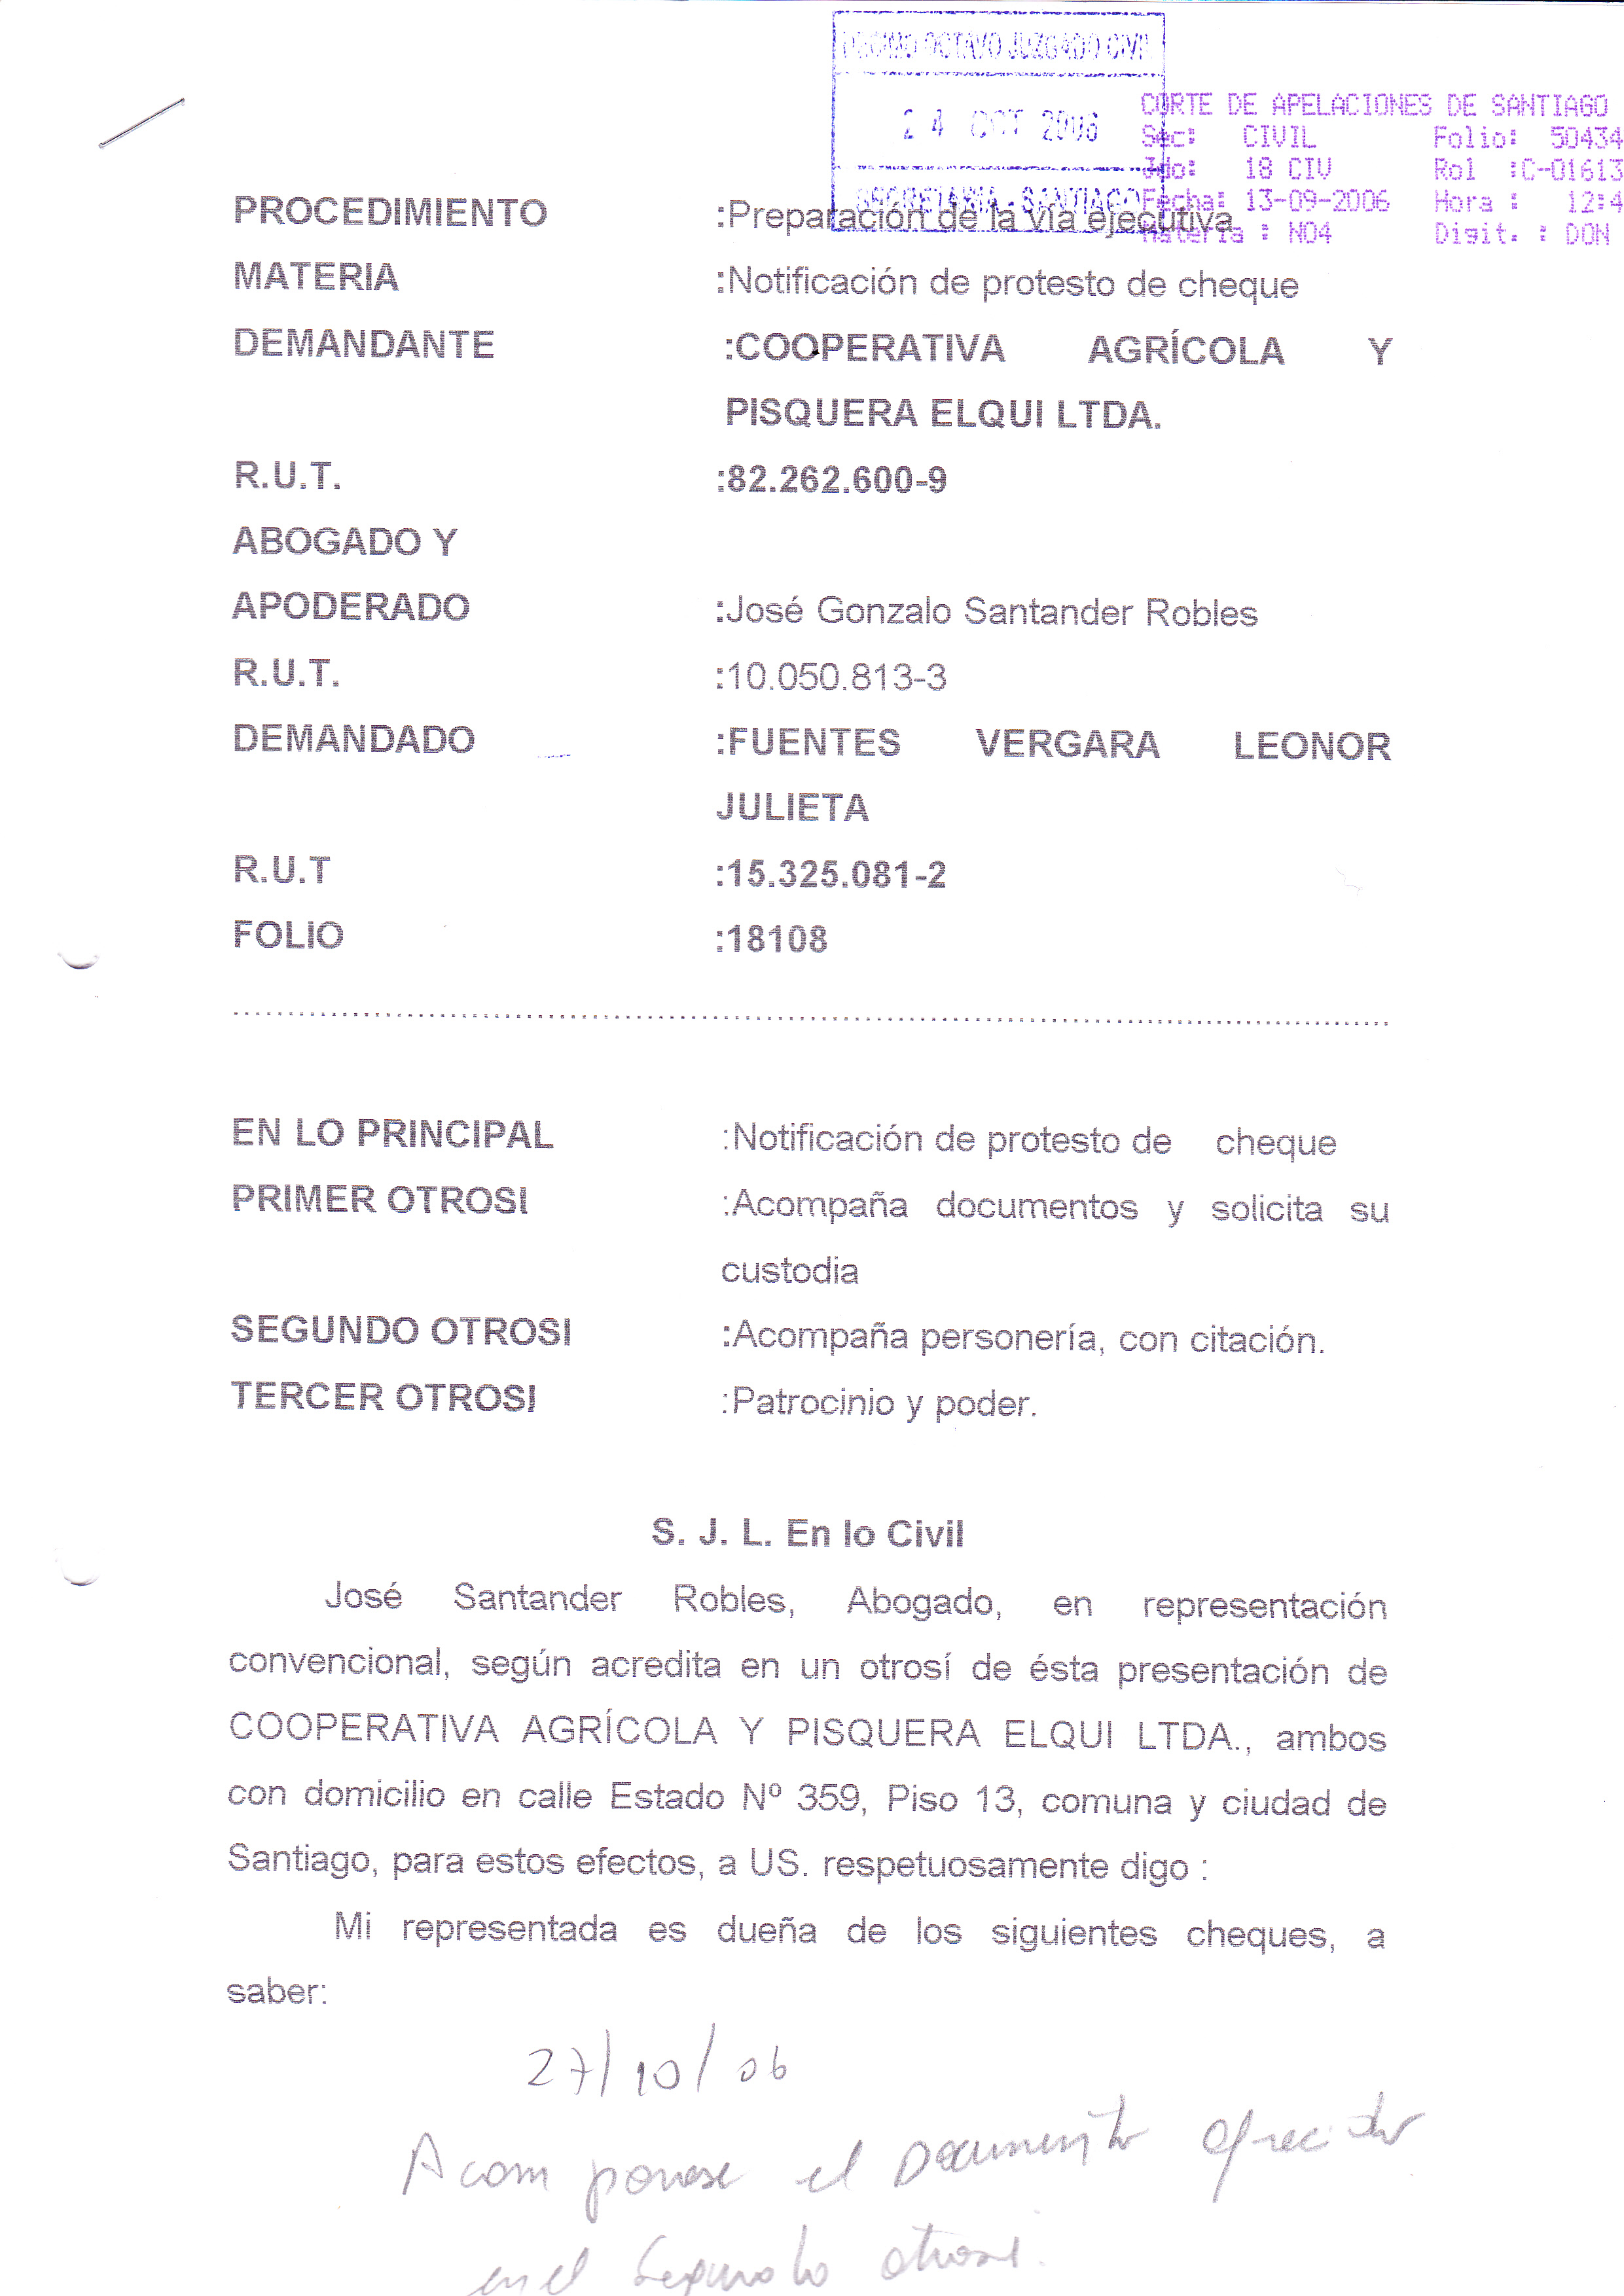 DECIMO OCTAVO JUZGADO CIVIL
24 OCT 2006
SECRETARIA - SANTIAGO
CORTE DE APELACIONES DE SANTIAGO
Sec: CIVIL Folio: 50434
Jdo: 18 CIV Rol :C-01613
Fecha: 13-09-2006 Hora : 12:4
Materia : N04 Digit. : DON
PROCEDIMIENTO :Preparación de la vía ejecutiva
MATERIA :Notificación de protesto de cheque
DEMANDANTE :COOPERATIVA AGRÍCOLA Y
PISQUERA ELQUI LTDA.
R.U.T. :82.262.600-9
ABOGADO Y
APODERADO :José Gonzalo Santander Robles
R.U.T. :10.050.813-3
DEMANDADO :FUENTES VERGARA LEONOR
JULIETA
R.U.T :15.325.081-2
FOLIO :18108
EN LO PRINCIPAL :Notificación de protesto de cheque
PRIMER OTROSI :Acompaña documentos y solicita su
custodia
SEGUNDO OTROSI :Acompaña personería, con citación.
TERCER OTROSI :Patrocinio y poder.
S. J. L. En lo Civil
José Santander Robles, Abogado, en representación
convencional, según acredita en un otrosí de ésta presentación de
COOPERATIVA AGRÍCOLA Y PISQUERA ELQUI LTDA., ambos
con domicilio en calle Estado Nº 359, Piso 13, comuna y ciudad de
Santiago, para estos efectos, a US. respetuosamente digo :
Mi representada es dueña de los siguientes cheques, a
saber:
27/10/06
Acompañase el Documento ofrecido
en el Segundo otrosi.